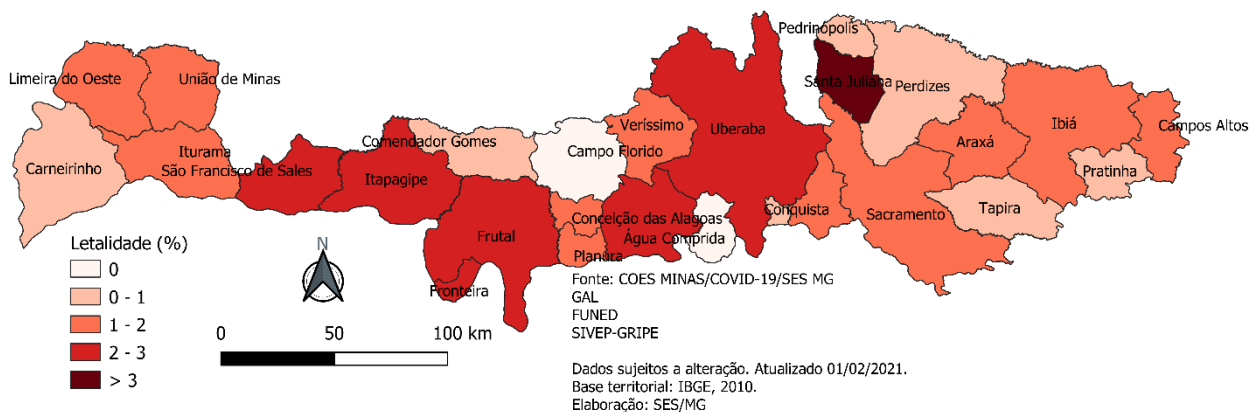 Pedrinópolis
Limeira do Oeste
União de Minas
Santa Juliana
Perdizes
Veríssimo
Uberaba
Ibiá
Campos Altos
Iturama
Comendador Gomes
Araxá
Carneirinho
São Francisco de Sales
Itapagipe
Campo Florido
Pratinha
Conceição das Alagoas
Conquista
Sacramento
Tapira
Frutal
Água Comprida
Planura
Fronteira
Letalidade (%)
0
0 - 1
1 - 2
2 - 3
> 3
N
0 50 100 km
Fonte: COES MINAS/COVID-19/SES MG
GAL
FUNED
SIVEP-GRIPE
Dados sujeitos a alteração. Atualizado 01/02/2021.
Base territorial: IBGE, 2010.
Elaboração: SES/MG